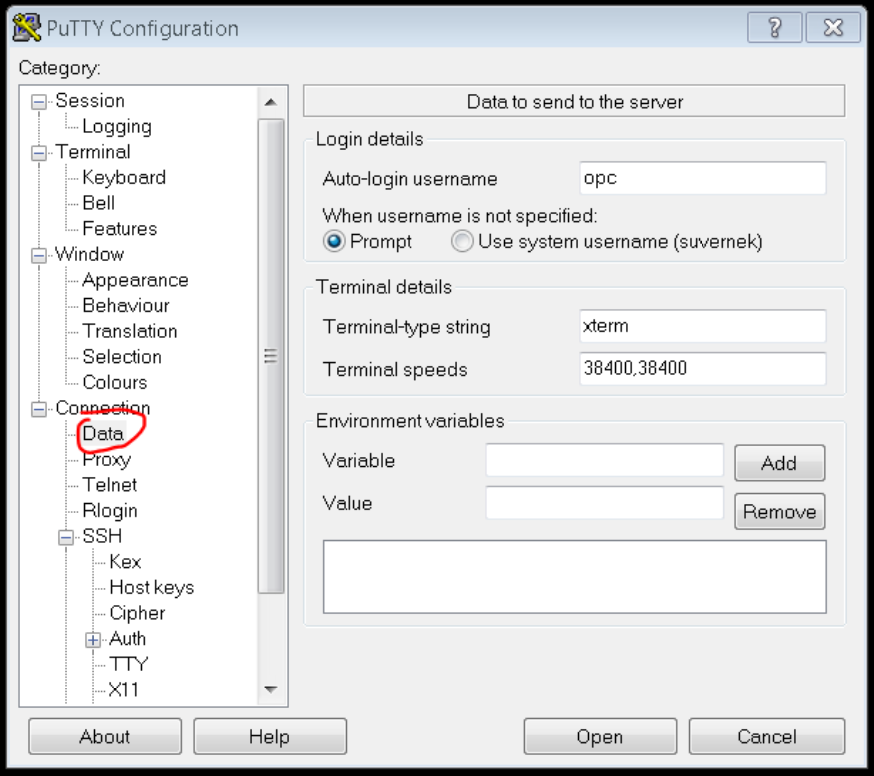 PuTTY Configuration
Category:
Session
Logging
Terminal
Keyboard
Bell
Features
Window
Appearance
Behaviour
Translation
Selection
Colours
Connection
Data
Proxy
Telnet
Rlogin
SSH
Kex
Host keys
Cipher
Auth
TTY
X11
Data to send to the server
Login details
Auto-login username opc
When username is not specified:
Prompt Use system username (suvernek)
Terminal details
Terminal-type string xterm
Terminal speeds 38400,38400
Environment variables
Variable Add
Value Remove
About Help Open Cancel